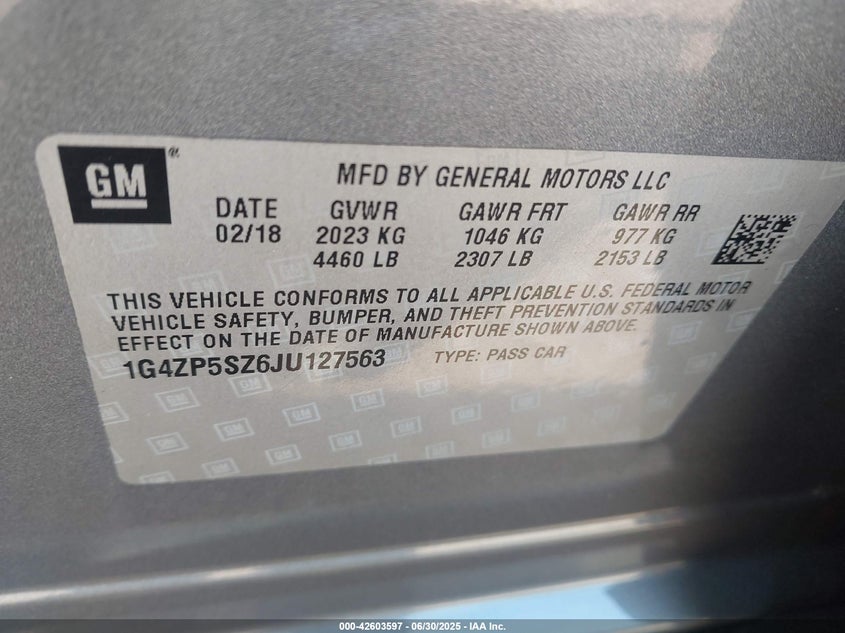 GM®
MFD BY GENERAL MOTORS LLC
DATE GVWR GAWR FRT GAWR RR
02/18 2023 KG 1046 KG 977 KG
4460 LB 2307 LB 2153 LB
THIS VEHICLE CONFORMS TO ALL APPLICABLE U.S. FEDERAL MOTOR
VEHICLE SAFETY, BUMPER, AND THEFT PREVENTION STANDARDS IN
EFFECT ON THE DATE OF MANUFACTURE SHOWN ABOVE.
1G4ZP5SZ6JU127563 TYPE: PASS CAR
000-42603597 - 06/30/2025 - IAA Inc.